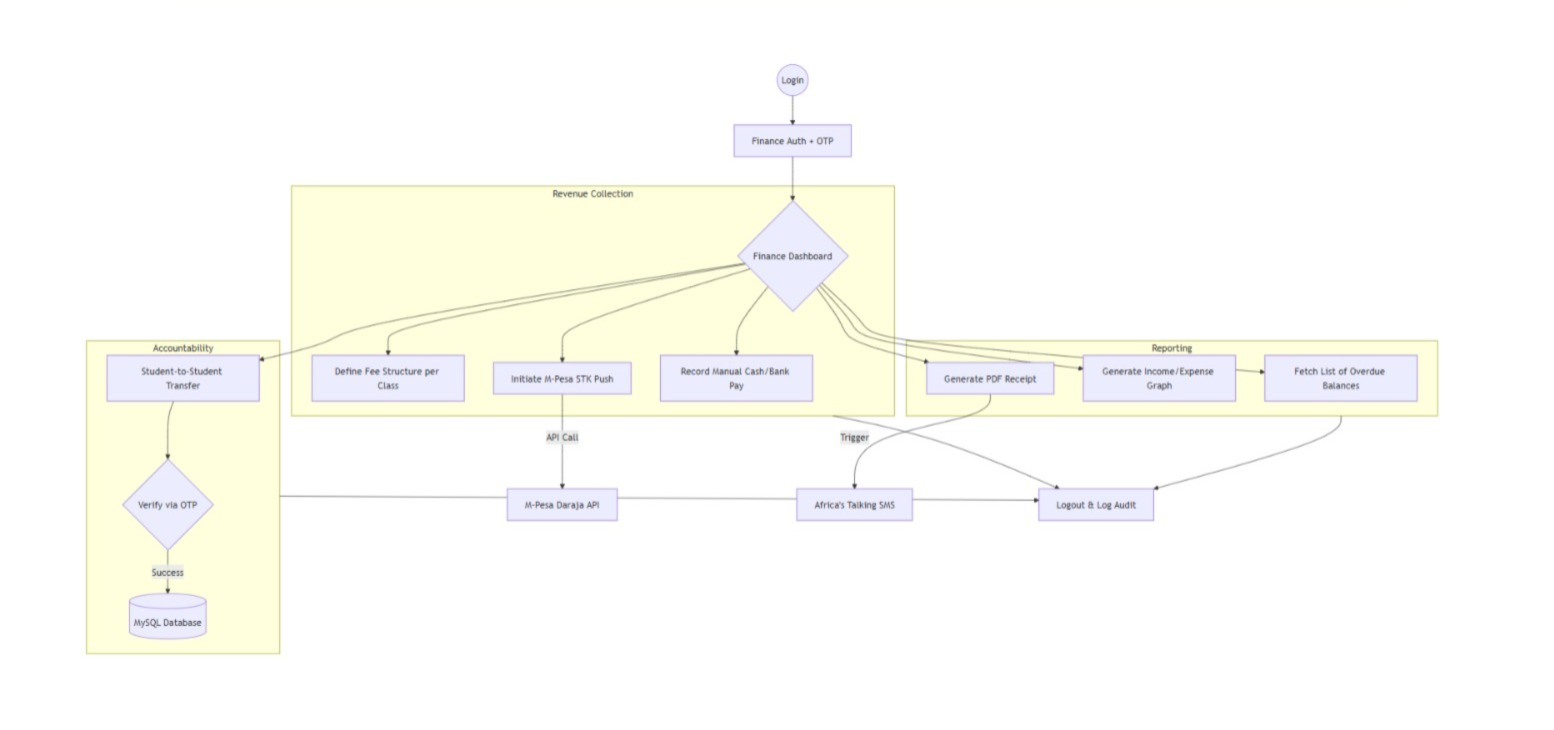 Login
Finance Auth + OTP
Revenue Collection
Finance Dashboard
Accountability
Student-to-Student
Transfer
Define Fee Structure per
Class
Initiate M-Pesa STK Push
Record Manual Cash/Bank
Pay
Reporting
Generate PDF Receipt
Generate Income/Expense
Graph
Fetch List of Overdue
Balances
API Call
Trigger
Verify via OTP
M-Pesa Daraja API
Africa's Talking SMS
Logout & Log Audit
Success
MySQL Database